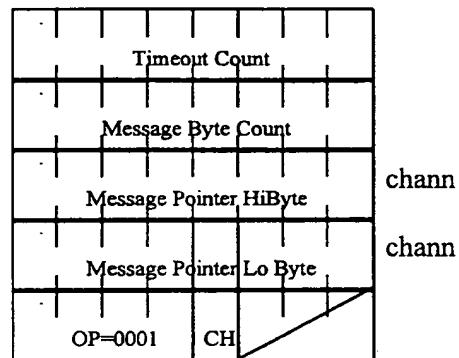 Timeout Count
Message Byte Count
Message Pointer HiByte
chann
Message Pointer Lo Byte
chann
OP=0001 CH